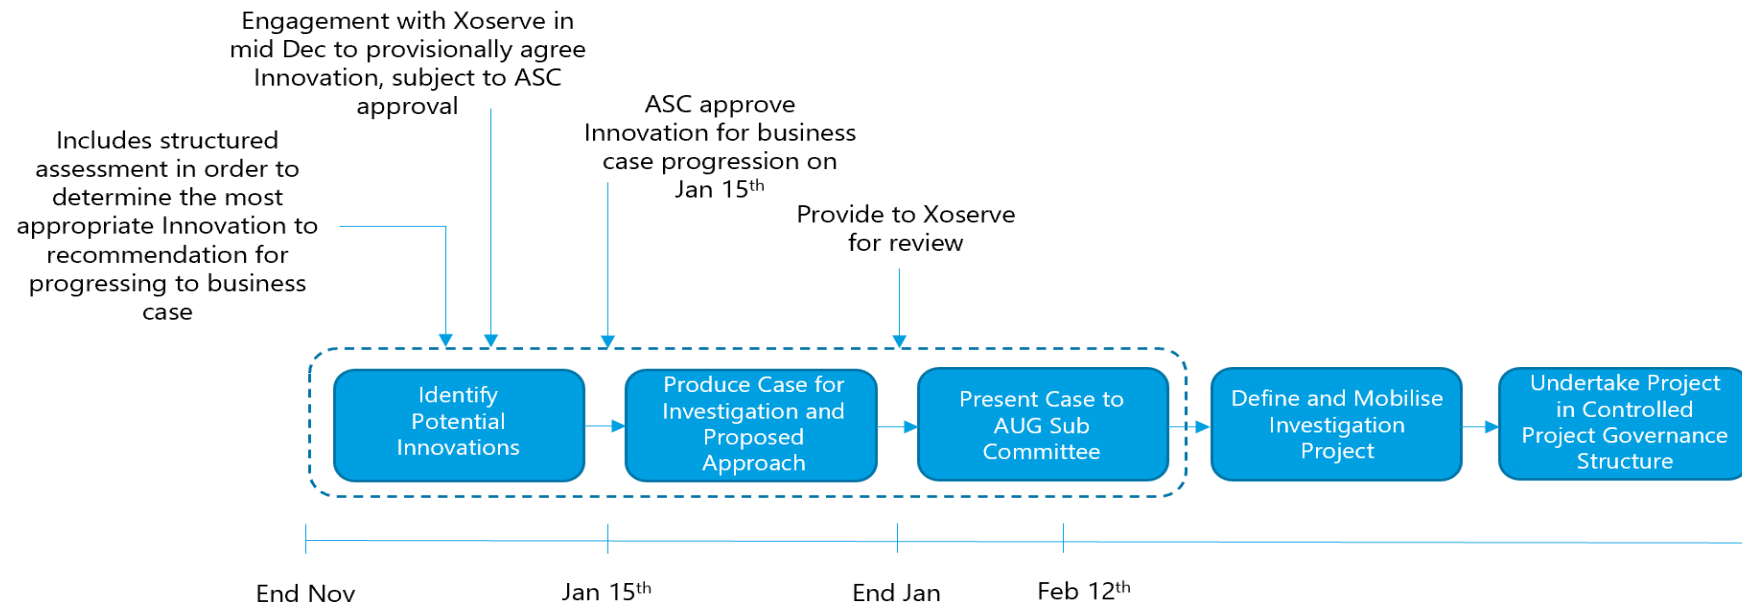 Engagement with Xoserve in
mid Dec to provisionally agree
Innovation, subject to ASC
approval
ASC approve
Innovation for business
case progression on
Jan 15th
Includes structured
assessment in order to
determine the most
appropriate Innovation to
recommendation for
progressing to business
case
Provide to Xoserve
for review
Identify
Potential
Innovations
Produce Case for
Investigation and
Proposed
Approach
Present Case to
AUG Sub
Committee
Define and Mobilise
Investigation
Project
Undertake Project
in Controlled
Project Governance
Structure
End Nov
Jan 15th
End Jan
Feb 12th